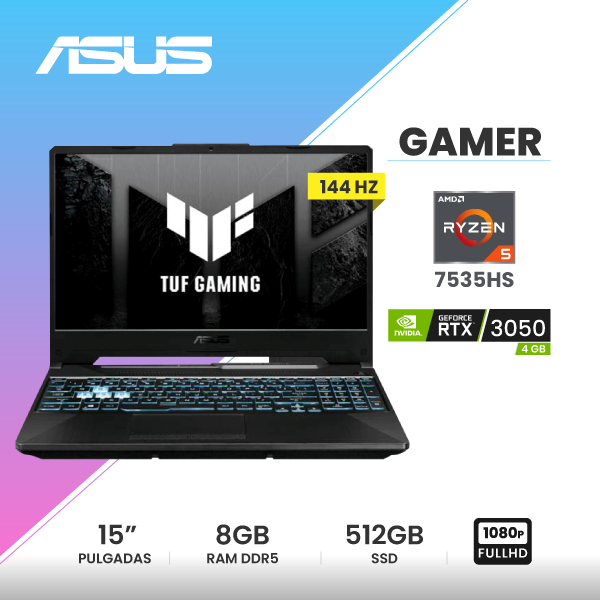 ASUS
GAMER
144 HZ
AMD
RYZEN
5
7535HS
TUF GAMING
ASUS
NVIDIA.
GEFORCE
RTX
3050
4 GB
15”
PULGADAS
8GB
RAM DDR5
512GB
SSD
1080P
FULLHD